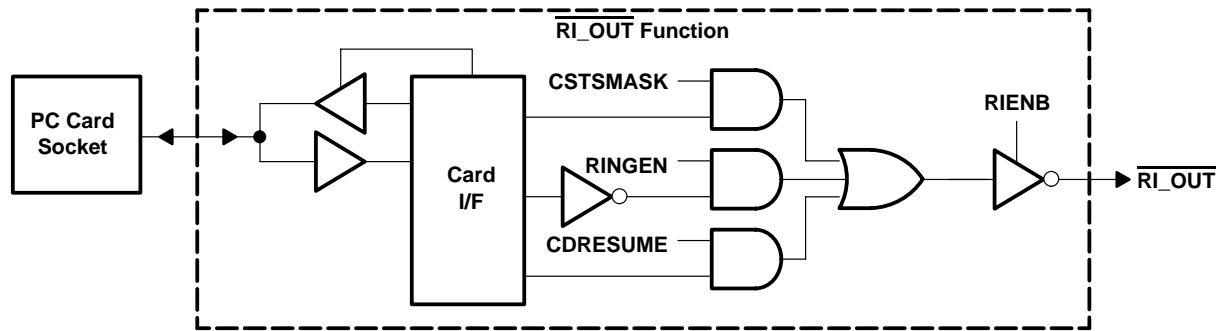 RI_OUT Function
PC Card
Socket
CSTSMASK
Card
I/F
RINGEN
CDRESUME
RIENB
RI_OUT